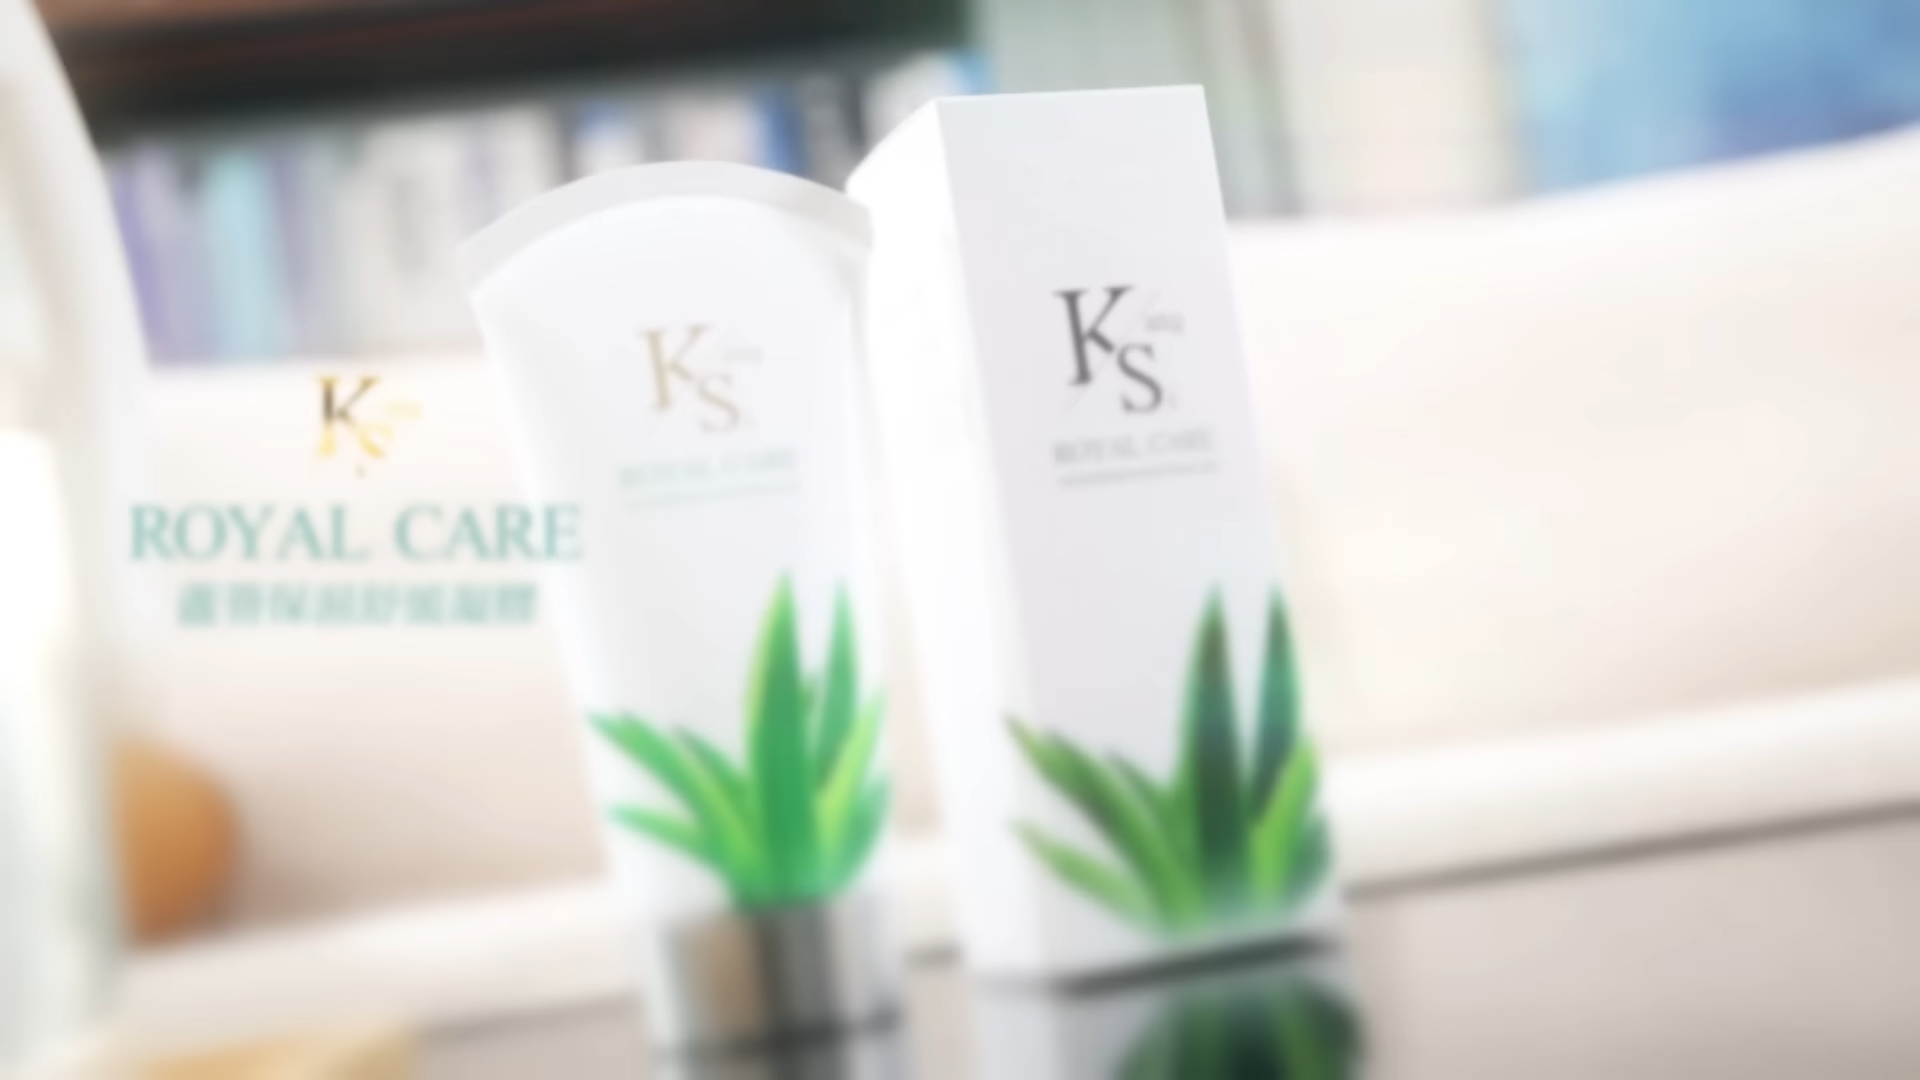 KS
ROYAL CARE
蘆薈保濕舒緩凝膠
KS
ROYAL CARE
KS
ROYAL CARE